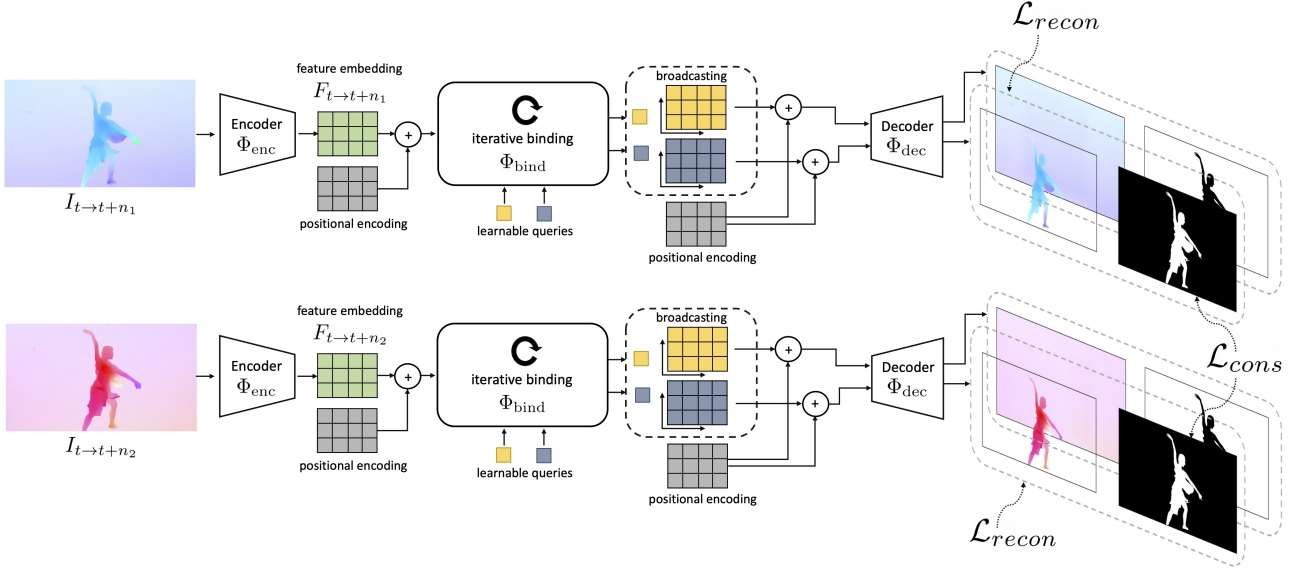 ℒ_recon
feature embedding
F_{t→t+n_1}
Encoder
Φ_enc
+
iterative binding
Φ_bind
broadcasting
+
+
Decoder
Φ_dec
I_{t→t+n_1}
positional encoding
learnable queries
positional encoding
feature embedding
F_{t→t+n_2}
Encoder
Φ_enc
+
iterative binding
Φ_bind
broadcasting
+
+
Decoder
Φ_dec
ℒ_cons
I_{t→t+n_2}
positional encoding
learnable queries
positional encoding
ℒ_recon